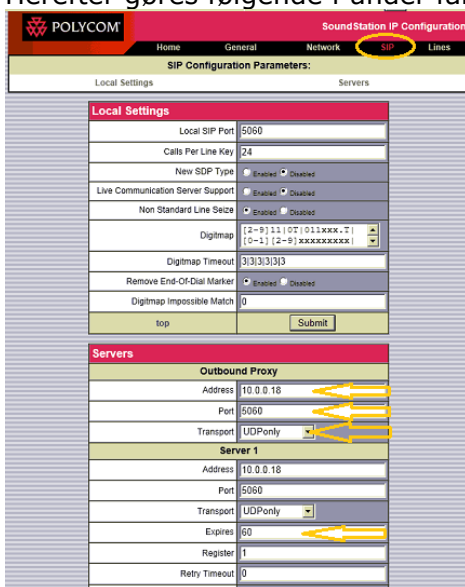 Herefter gøres følgende i under fan
POLYCOM
SoundStation IP Configuration
Home General Network SIP Lines
SIP Configuration Parameters:
Local Settings Servers
Local Settings
Local SIP Port 5060
Calls Per Line Key 24
New SDP Type Enabled Disabled
Live Communication Server Support Enabled Disabled
Non Standard Line Seize Enabled Disabled
Digitmap [2-9]11|0T|011xxx.T|
[0-1][2-9]xxxxxxxxx|
Digitmap Timeout 3|3|3|3|3|3
Remove End-Of-Dial Marker Enabled Disabled
Digitmap Impossible Match 0
top Submit
Servers
Outbound Proxy
Address 10.0.0.18
Port 5060
Transport UDPonly
Server 1
Address 10.0.0.18
Port 5060
Transport UDPonly
Expires 60
Register 1
Retry Timeout 0